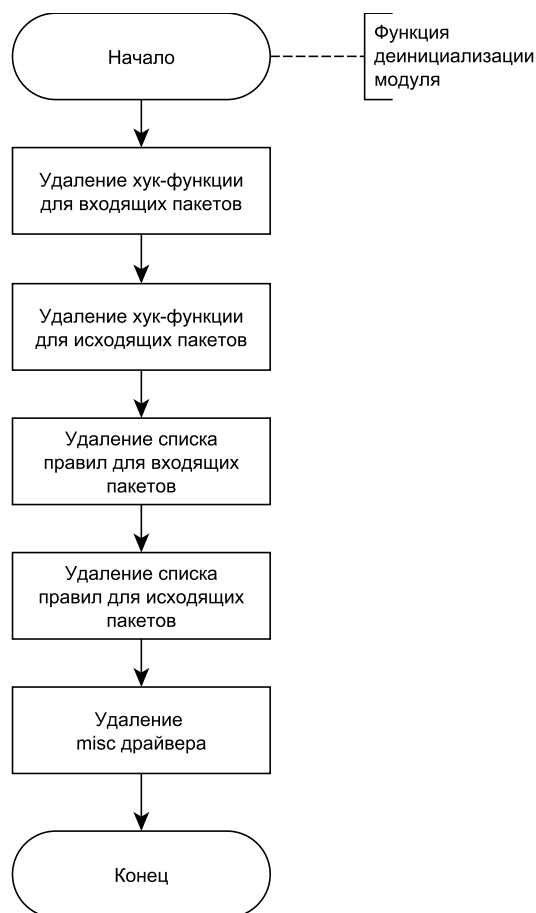 Начало
Функция
деинициализации
модуля
Удаление хук-функции
для входящих пакетов
Удаление хук-функции
для исходящих пакетов
Удаление списка
правил для входящих
пакетов
Удаление списка
правил для исходящих
пакетов
Удаление
misc драйвера
Конец